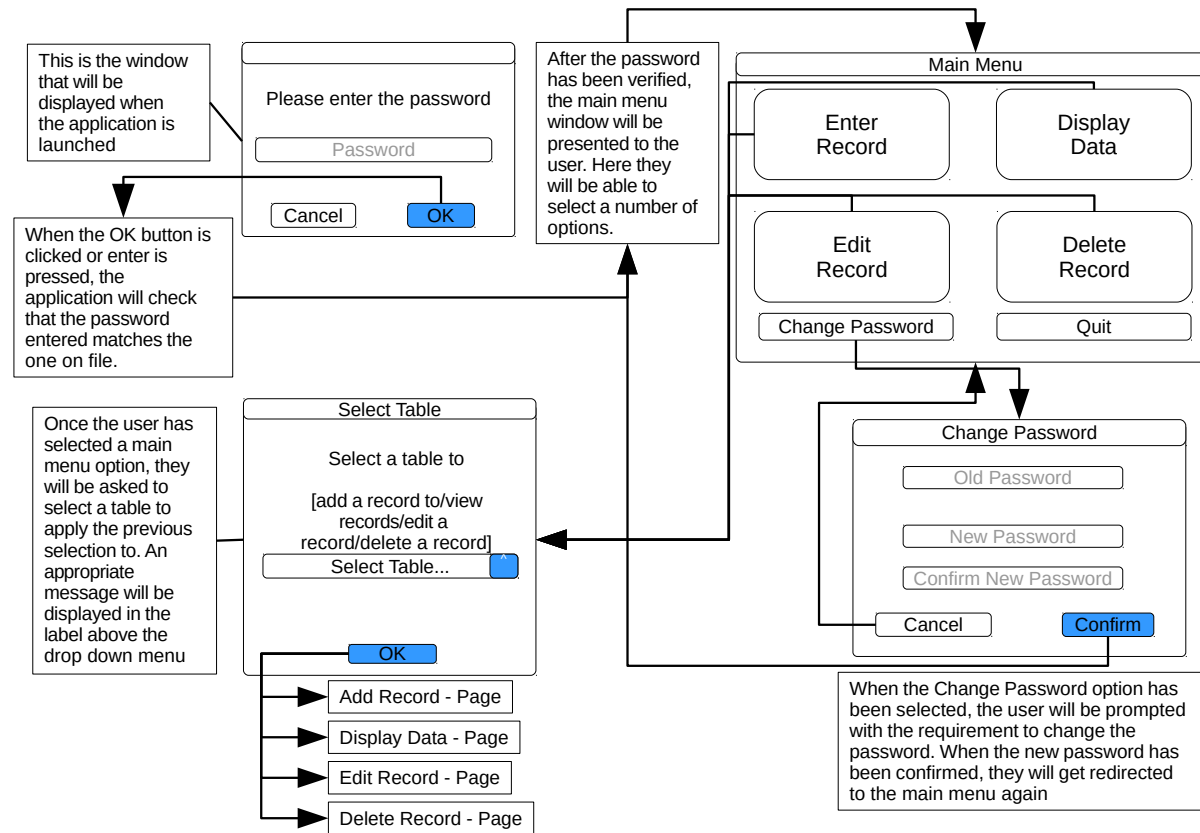 This is the window
that will be
displayed when
the application is
launched
Please enter the password
Password
Cancel
OK
When the OK button is
clicked or enter is
pressed, the
application will check
that the password
entered matches the
one on file.
After the password
has been verified,
the main menu
window will be
presented to the
user. Here they
will be able to
select a number of
options.
Main Menu
Enter
Record
Display
Data
Edit
Record
Delete
Record
Change Password
Quit
Once the user has
selected a main
menu option, they
will be asked to
select a table to
apply the previous
selection to. An
appropriate
message will be
displayed in the
label above the
drop down menu
Select Table
Select a table to
[add a record to/view
records/edit a
record/delete a record]
Select Table...
^
OK
Add Record - Page
Display Data - Page
Edit Record - Page
Delete Record - Page
Change Password
Old Password
New Password
Confirm New Password
Cancel
Confirm
When the Change Password option has
been selected, the user will be prompted
with the requirement to change the
password. When the new password has
been confirmed, they will get redirected
to the main menu again